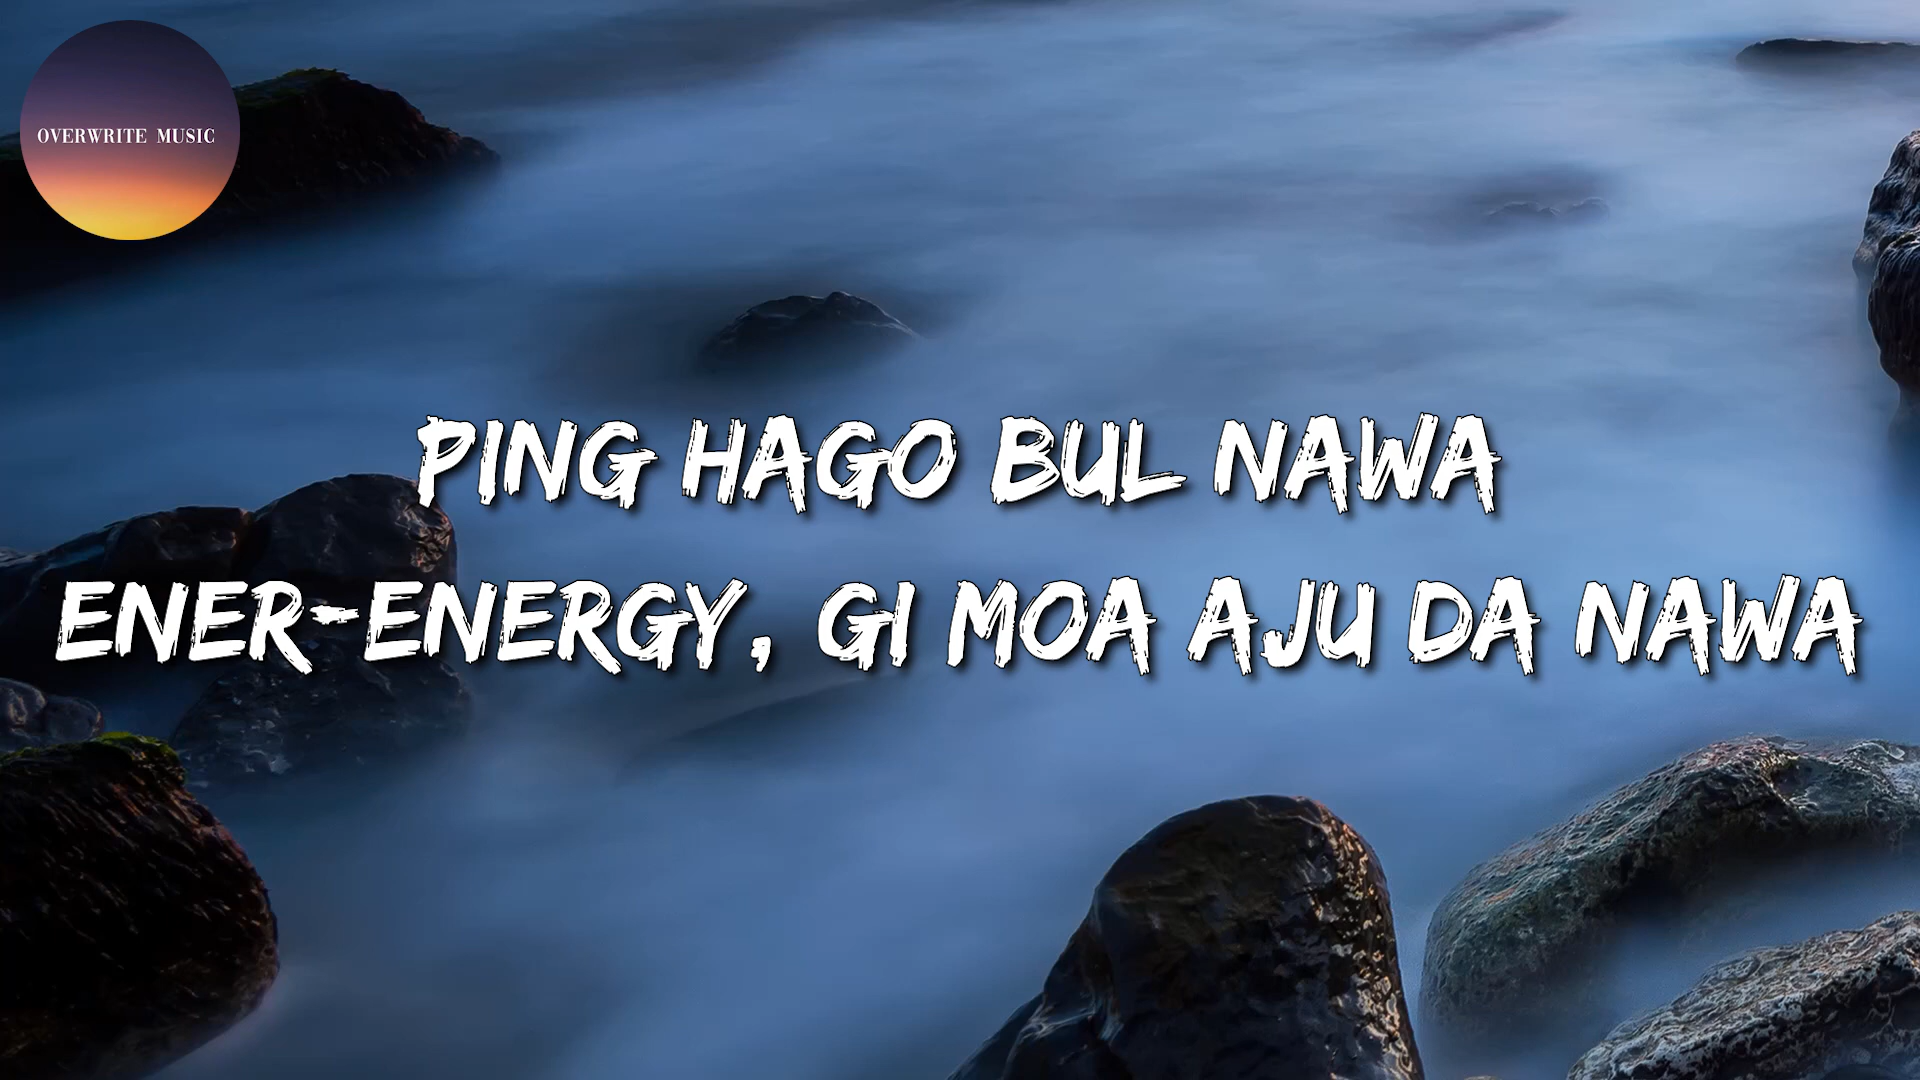 OVERWRITE MUSIC
PING HAGO BUL NAWA
ENER-ENERGY, GI MOA AJU DA NAWA